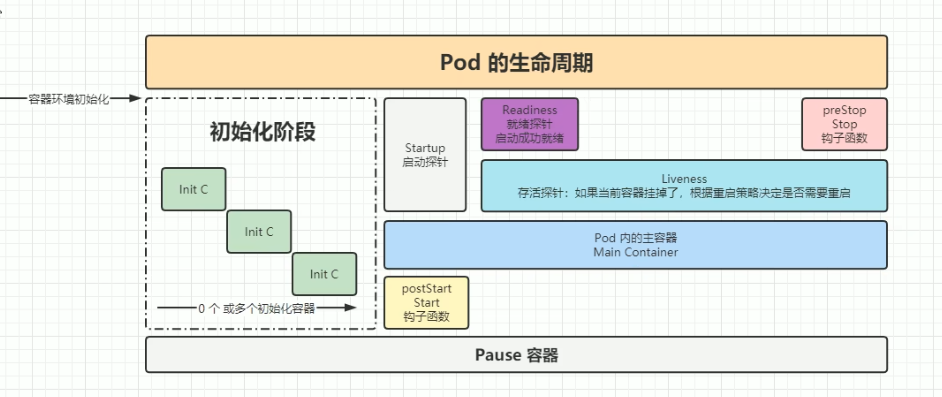 Pod 的生命周期
容器环境初始化
初始化阶段
Init C
Init C
Init C
0 个 或多个初始化容器
Startup
启动探针
Readiness
就绪探针
启动成功就绪
preStop
Stop
钩子函数
Liveness
存活探针：如果当前容器挂掉了，根据重启策略决定是否需要重启
Pod 内的主容器
Main Container
postStart
Start
钩子函数
Pause 容器